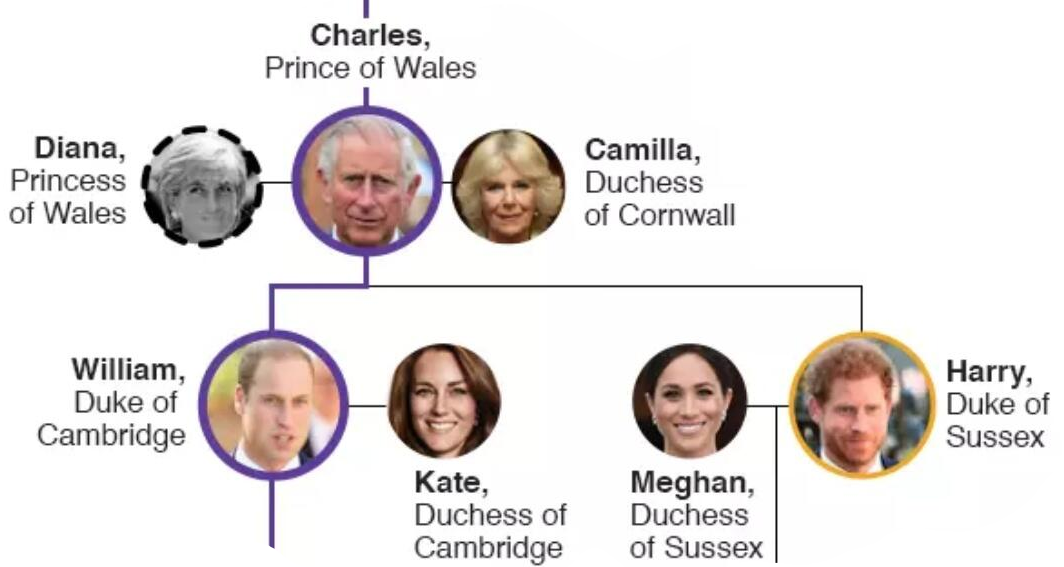 Charles,
Prince of Wales
Diana,
Princess
of Wales
Camilla,
Duchess
of Cornwall
William,
Duke of
Cambridge
Kate,
Duchess of
Cambridge
Meghan,
Duchess
of Sussex
Harry,
Duke of
Sussex